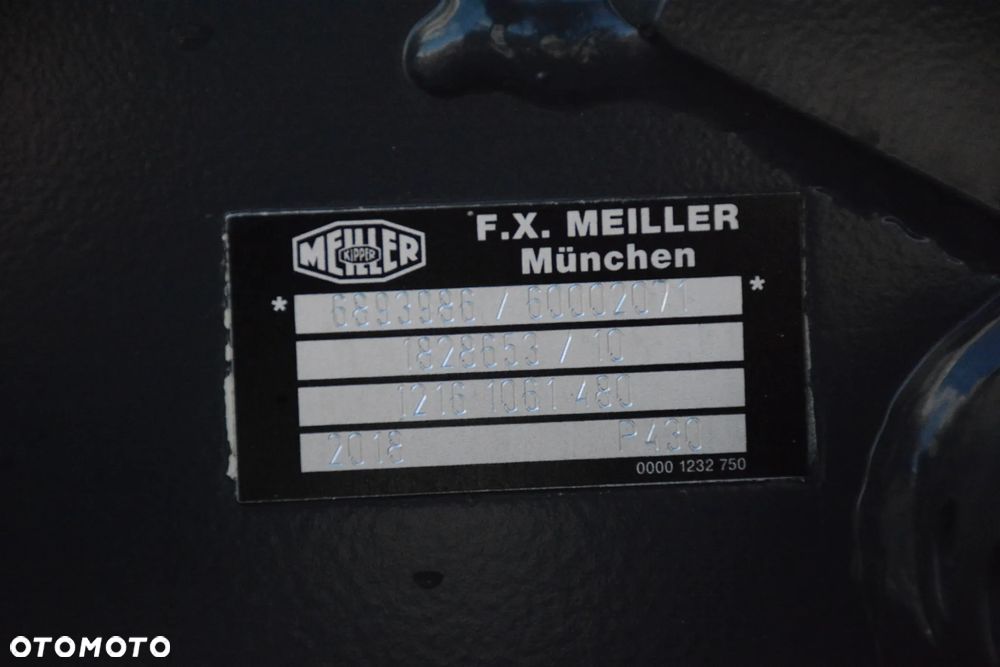 MEILLER
KIPPER
F.X. MEILLER
München
* 6893986 / 60002071 *
1828653 / 10
1216 1061 480
2018 P430
0000 1232 750
OTOMOTO